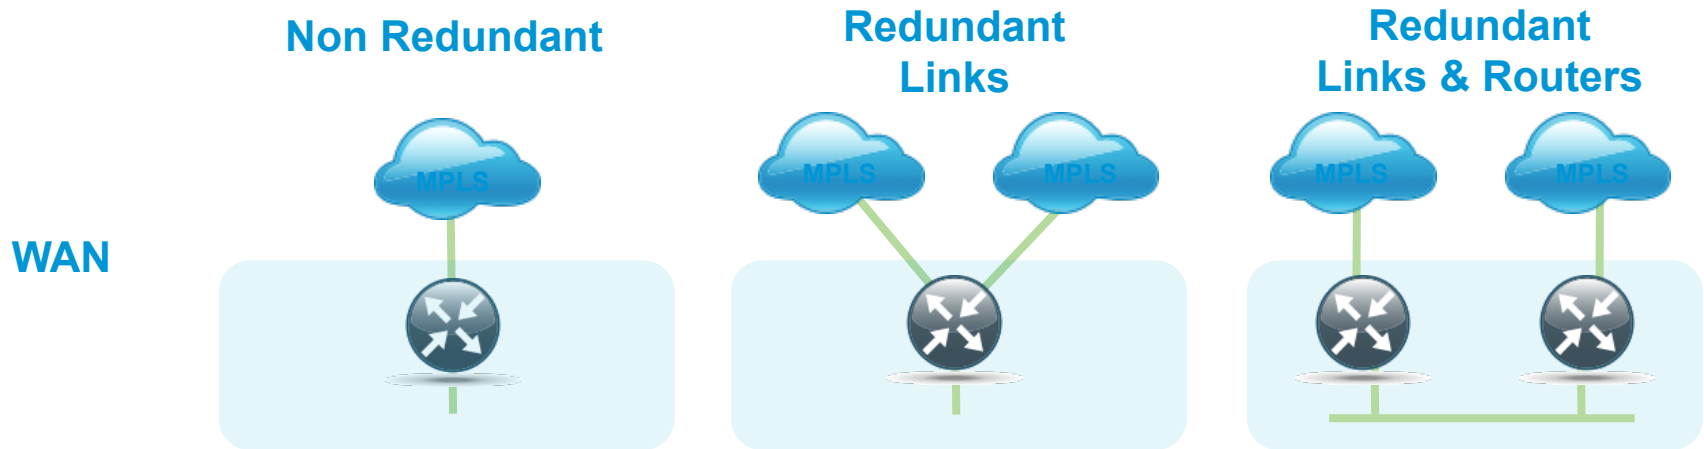 Non Redundant
Redundant
Links
Redundant
Links & Routers
MPLS
MPLS
MPLS
MPLS
MPLS
WAN